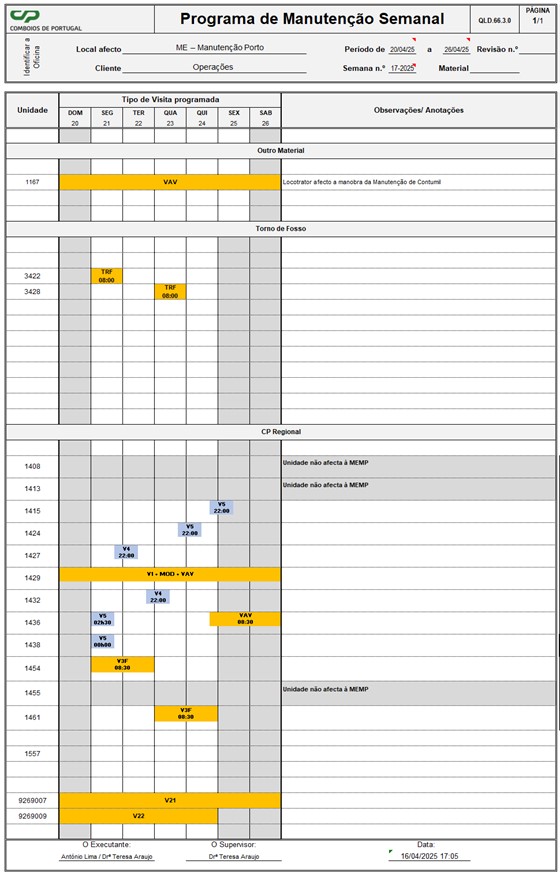 CP
COMBOIOS DE PORTUGAL
Programa de Manutenção Semanal
QLD.66.3.0
PÁGINA
1/1
Identificar a Oficina
Local afecto ME – Manutenção Porto
Periodo de 20/04/25 a 26/04/25 Revisão n.º
Cliente Operações
Semana n.º 17-2025 Material
Unidade
Tipo de Visita programada
Observações/ Anotações
DOM SEG TER QUA QUI SEX SAB
20 21 22 23 24 25 26
Outro Material
1167 VAV Locotrator afecto a manobra da Manutenção de Contumil
Torno de Fosso
3422 TRF
08:00
3428 TRF
08:00
CP Regional
1408 Unidade não afecta à MEMP
1413 Unidade não afecta à MEMP
1415 V5
22:00
1424 V5
22:00
1427 V4
22:00
1429 VI + MOD + VAV
1432 V4
22:00
1436 V5 VAV
02h30 08:30
1438 V5
00h00
1454 V3F
08:30
1455 Unidade não afecta à MEMP
1461 V3F
08:30
1557
9269007 V21
9269009 V22
O Executante: O Supervisor: Data:
António Lima / Drª Teresa Araujo Drª Teresa Araujo 16/04/2025 17:05